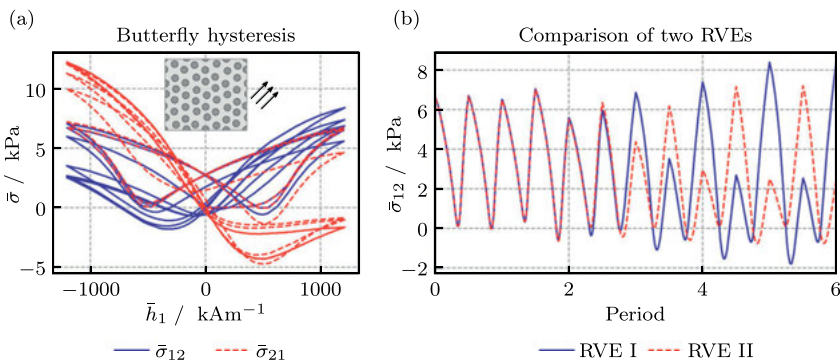 (a)
Butterfly hysteresis
10
5
0
−5
σ̄ / kPa
−1000 0 1000
h̄₁ / kAm⁻¹
σ̄₁₂ σ̄₂₁
(b)
Comparison of two RVEs
8
6
4
2
0
−2
σ̄₁₂ / kPa
0 2 4 6
Period
RVE I RVE II